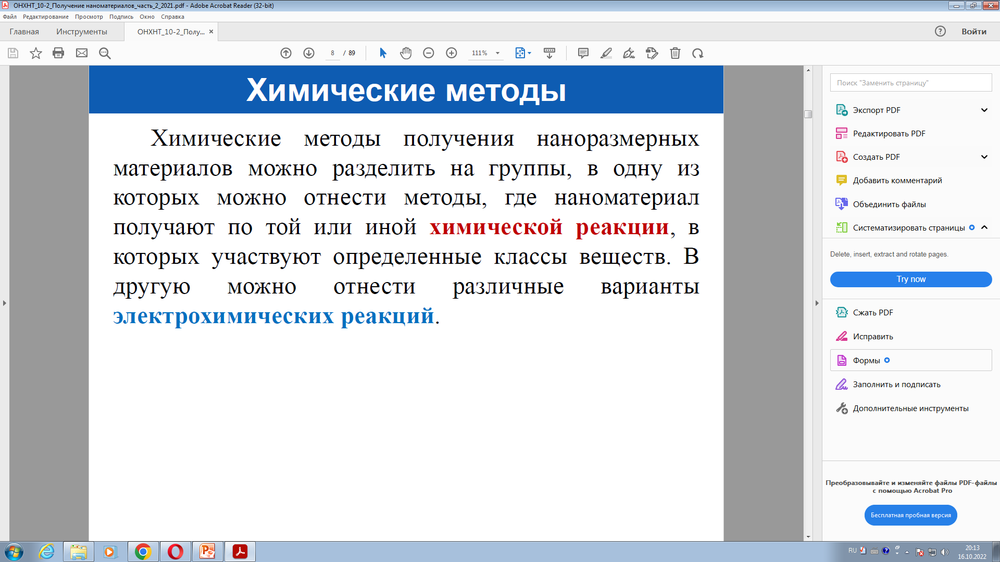 ОНХНТ_10-2_Получение наноматериалов_часть_2_2021.pdf - Adobe Acrobat Reader (32-bit)
Файл Редактирование Просмотр Подпись Окно Справка
Главная Инструменты ОНХНТ_10-2_Полу...
Войти
8 / 89
111%
Химические методы
Химические методы получения наноразмерных
материалов можно разделить на группы, в одну из
которых можно отнести методы, где наноматериал
получают по той или иной химической реакции, в
которых участвуют определенные классы веществ. В
другую можно отнести различные варианты
электрохимических реакций.
Поиск "Заменить страницу"
Экспорт PDF
Редактировать PDF
Создать PDF
Добавить комментарий
Объединить файлы
Систематизировать страницы
Delete, insert, extract and rotate pages.
Try now
Сжать PDF
Исправить
Формы
Заполнить и подписать
Дополнительные инструменты
Преобразовывайте и изменяйте файлы PDF-файлы
с помощью Acrobat Pro
Бесплатная пробная версия
RU
20:13
16.10.2022